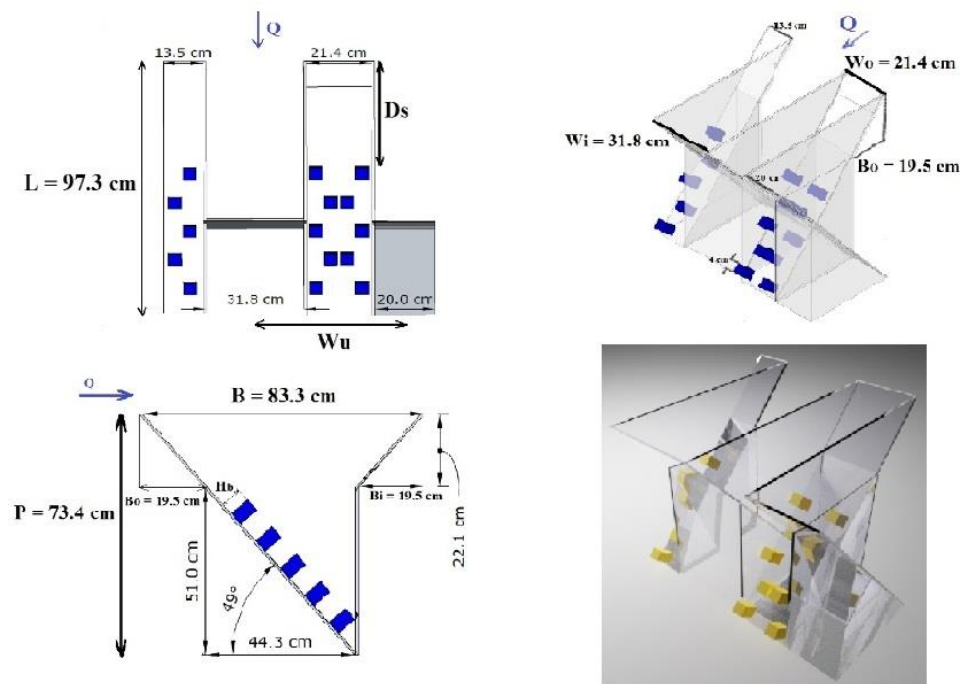 Q
13.5 cm
21.4 cm
Ds
L = 97.3 cm
31.8 cm
20.0 cm
Wu
13.5 cm
Q
Wo = 21.4 cm
Wi = 31.8 cm
Bo = 19.5 cm
20 cm
4 cm
Q
B = 83.3 cm
Hb
Bo = 19.5 cm
Bi = 19.5 cm
P = 73.4 cm
51.0 cm
49°
22.1 cm
44.3 cm